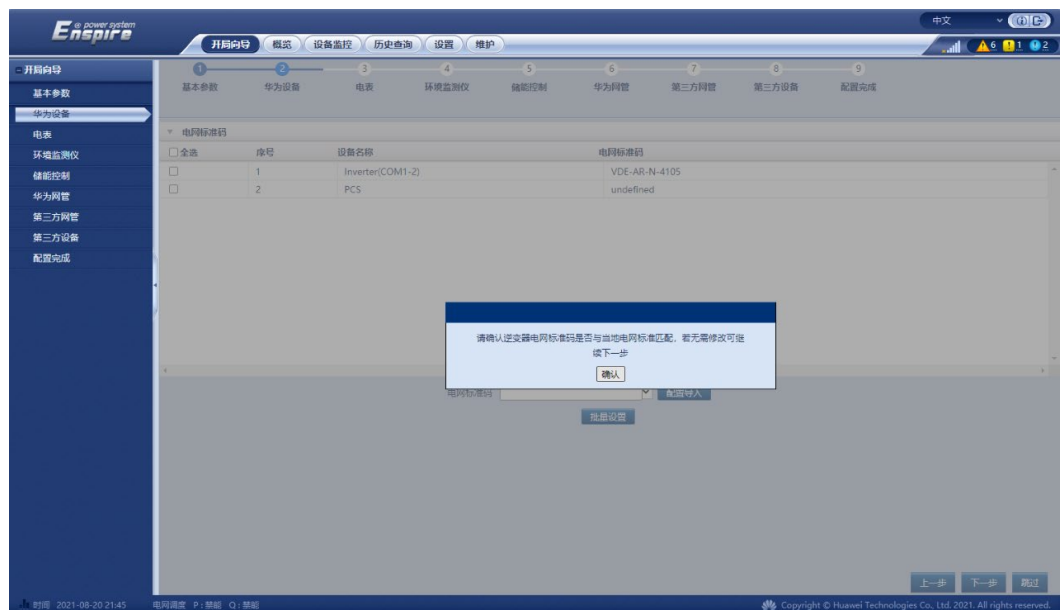 中文
Enspire e power system
开局向导 概览 设备监控 历史查询 设置 维护
6 1 2
开局向导
基本参数
华为设备
电表
环境监测仪
储能控制
华为网管
第三方网管
第三方设备
配置完成
1 2 3 4 5 6 7 8 9
基本参数 华为设备 电表 环境监测仪 储能控制 华为网管 第三方网管 第三方设备 配置完成
电网标准码
全选 序号 设备名称 电网标准码
1 Inverter(COM1-2) VDE-AR-N-4105
2 PCS undefined
请确认逆变器电网标准码是否与当地电网标准匹配，若无需修改可继
续下一步
确认
电网标准码 配置导入
批量设置
上一步 下一步 跳过
时间 2021-08-20 21:45 电网调度 P : 禁能 Q : 禁能 Copyright © Huawei Technologies Co., Ltd. 2021. All rights reserved.